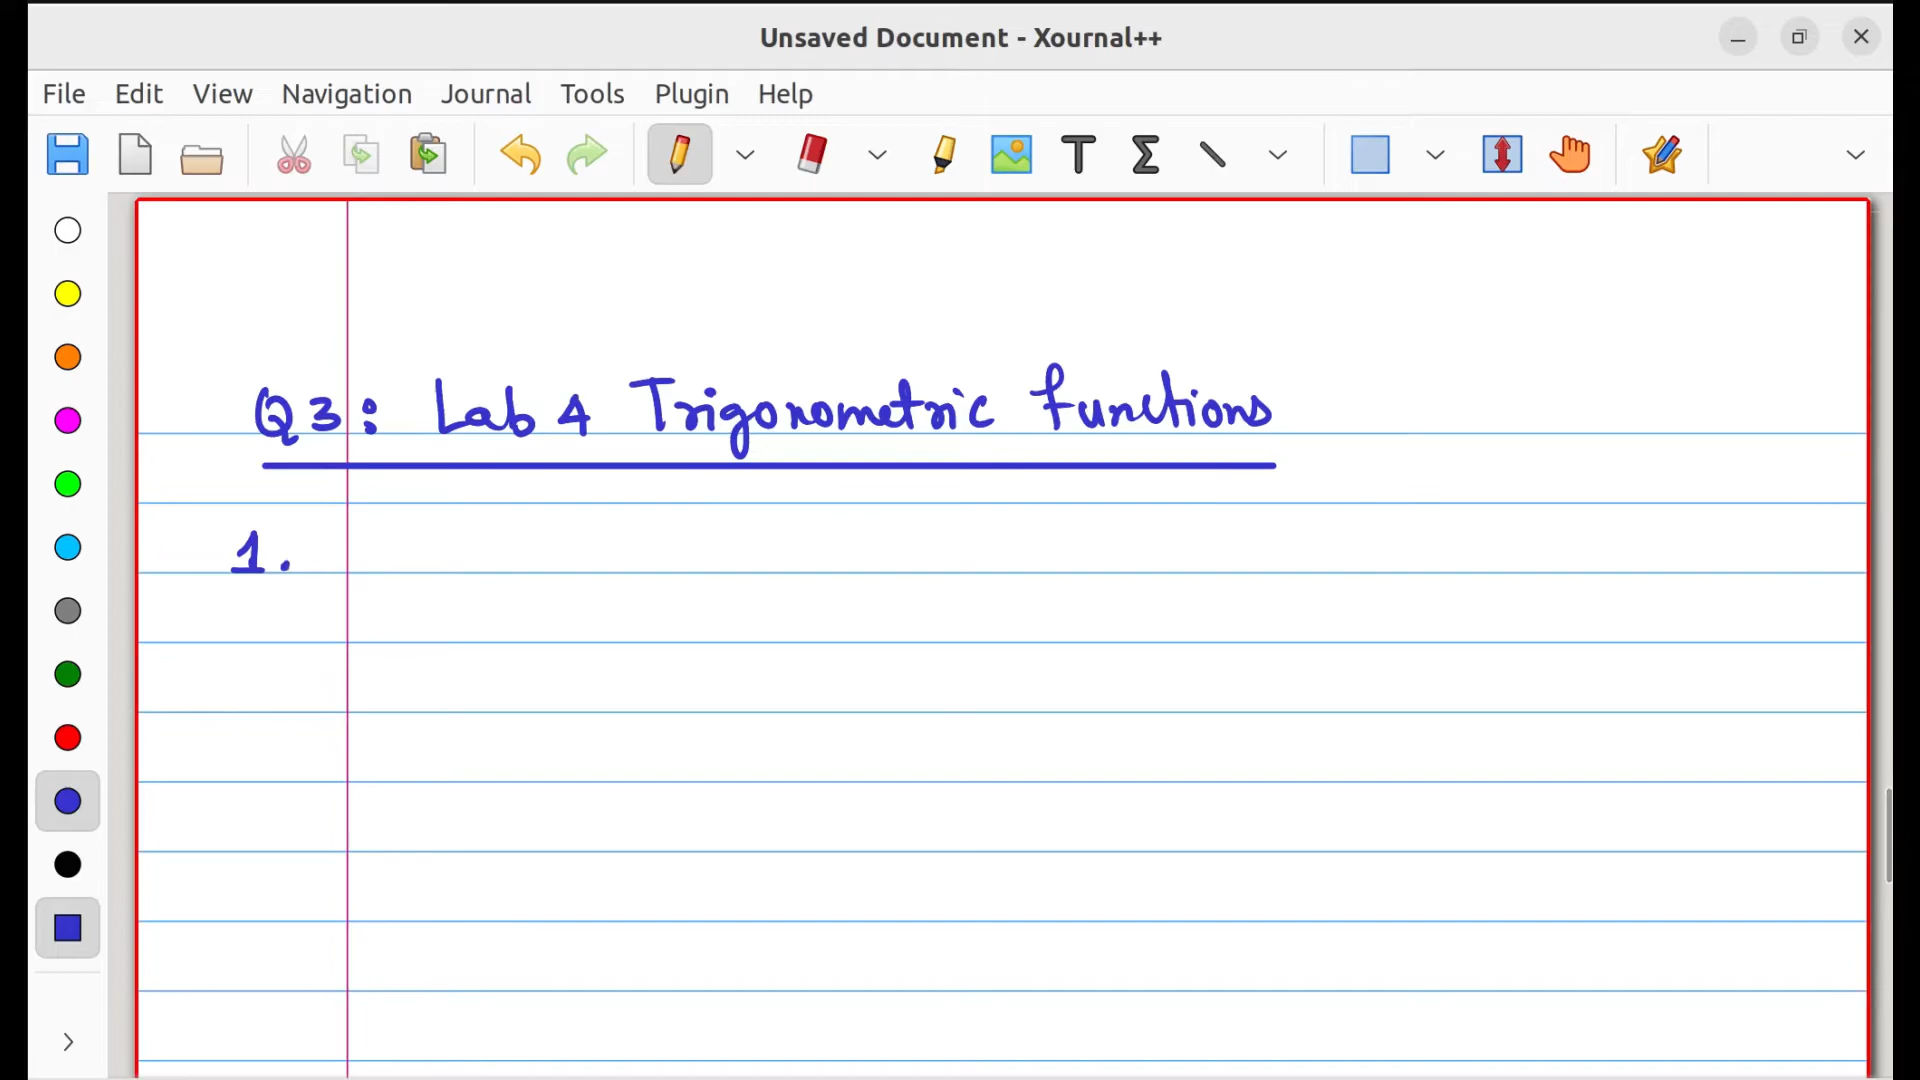 Unsaved Document - Xournal++
File Edit View Navigation Journal Tools Plugin Help
Q3: Lab 4 Trigonometric functions
1.